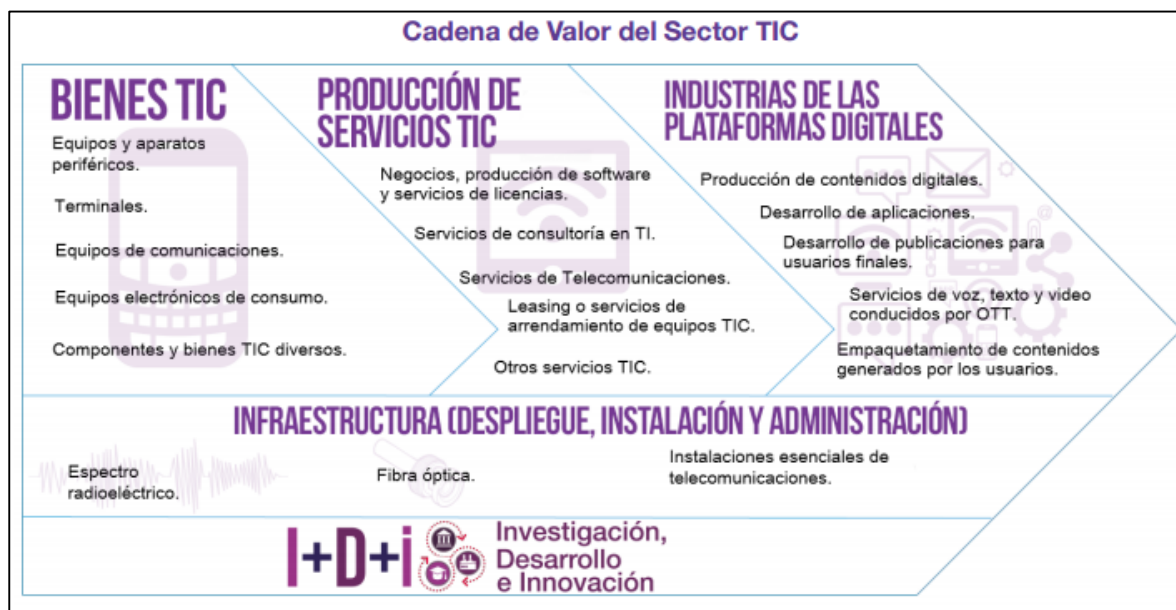 Cadena de Valor del Sector TIC
BIENES TIC
Equipos y aparatos
periféricos.
Terminales.
Equipos de comunicaciones.
Equipos electrónicos de consumo.
Componentes y bienes TIC diversos.
PRODUCCIÓN DE
SERVICIOS TIC
Negocios, producción de software
y servicios de licencias.
Servicios de consultoría en TI.
Servicios de Telecomunicaciones.
Leasing o servicios de
arrendamiento de equipos TIC.
Otros servicios TIC.
INDUSTRIAS DE LAS
PLATAFORMAS DIGITALES
Producción de contenidos digitales.
Desarrollo de aplicaciones.
Desarrollo de publicaciones para
usuarios finales.
Servicios de voz, texto y video
conducidos por OTT.
Empaquetamiento de contenidos
generados por los usuarios.
INFRAESTRUCTURA (DESPLIEGUE, INSTALACIÓN Y ADMINISTRACIÓN)
Espectro
radioeléctrico.
Fibra óptica.
Instalaciones esenciales de
telecomunicaciones.
I+D+i
Investigación,
Desarrollo
e Innovación